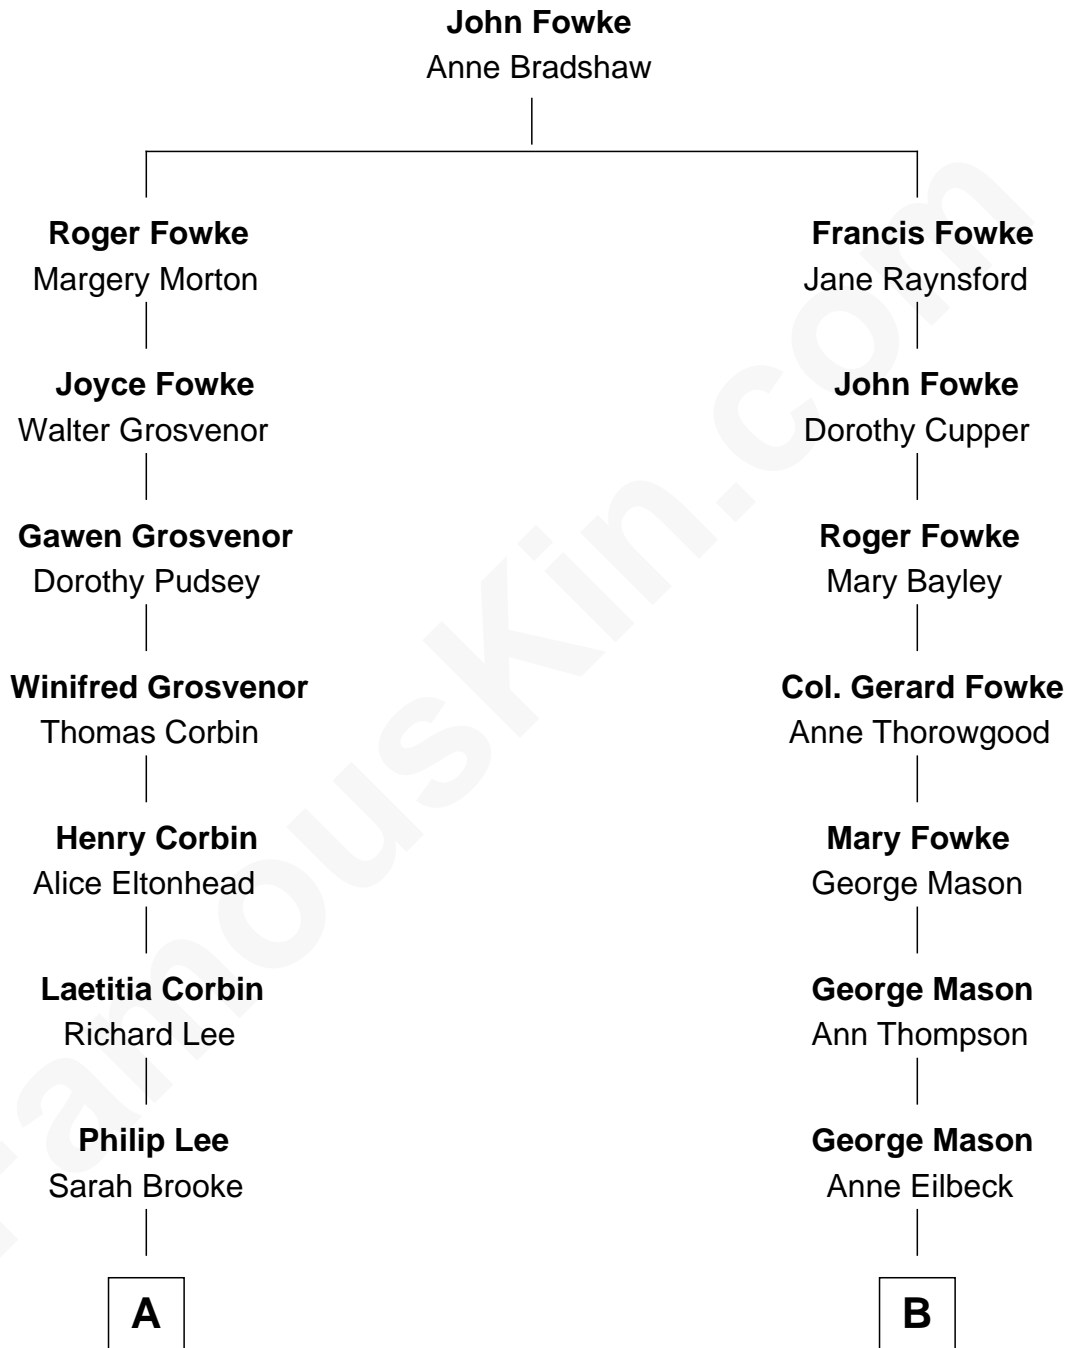 John Fowke
Anne Bradshaw
Roger Fowke
Margery Morton
Francis Fowke
Jane Raynsford
Joyce Fowke
Walter Grosvenor
John Fowke
Dorothy Cupper
Gawen Grosvenor
Dorothy Pudsey
Roger Fowke
Mary Bayley
Winifred Grosvenor
Thomas Corbin
Col. Gerard Fowke
Anne Thorowgood
Henry Corbin
Alice Eltonhead
Mary Fowke
George Mason
Laetitia Corbin
Richard Lee
George Mason
Ann Thompson
Philip Lee
Sarah Brooke
George Mason
Anne Eilbeck
A
B
FamousKin.com